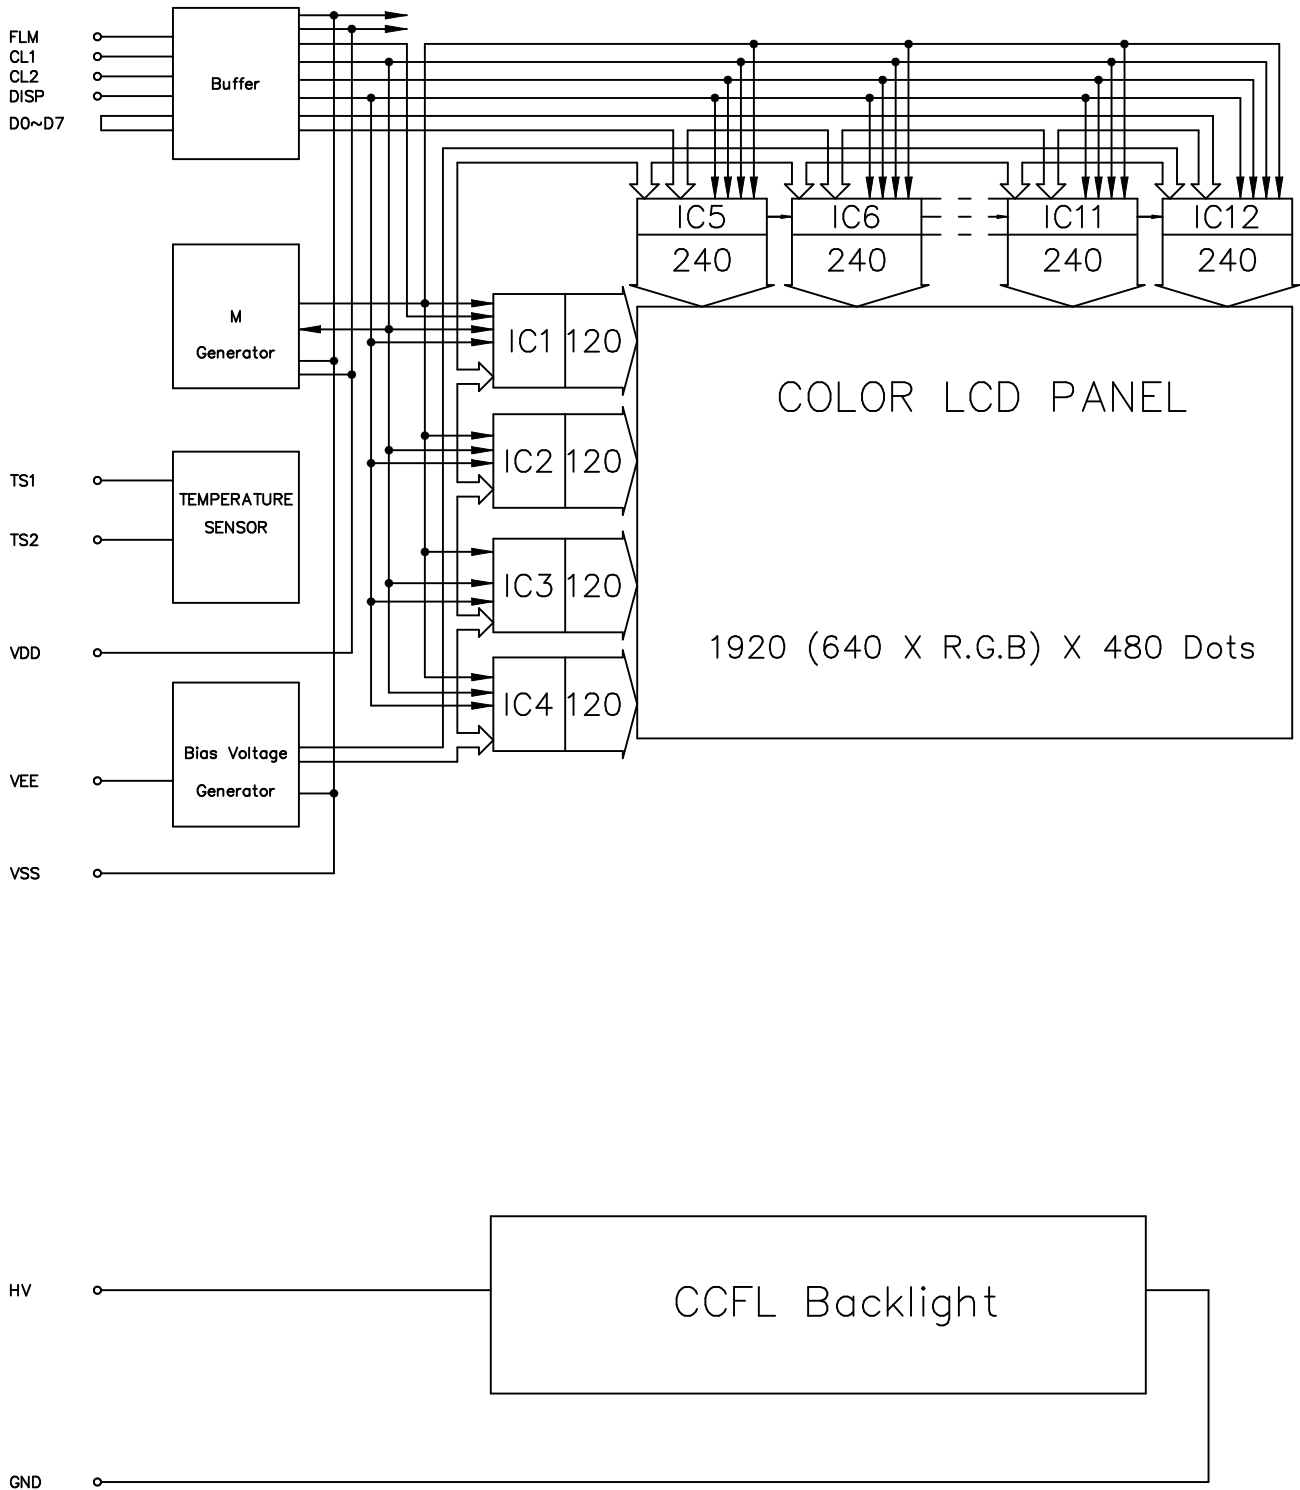 FLM
CL1
CL2
DISP
D0~D7
Buffer
IC5
IC6
IC11
IC12
240
240
240
240
M
Generator
IC1 120
COLOR LCD PANEL
IC2 120
TS1
TEMPERATURE
SENSOR
TS2
IC3 120
VDD
1920 (640 X R.G.B) X 480 Dots
IC4 120
Bias Voltage
Generator
VEE
VSS
HV
CCFL Backlight
GND